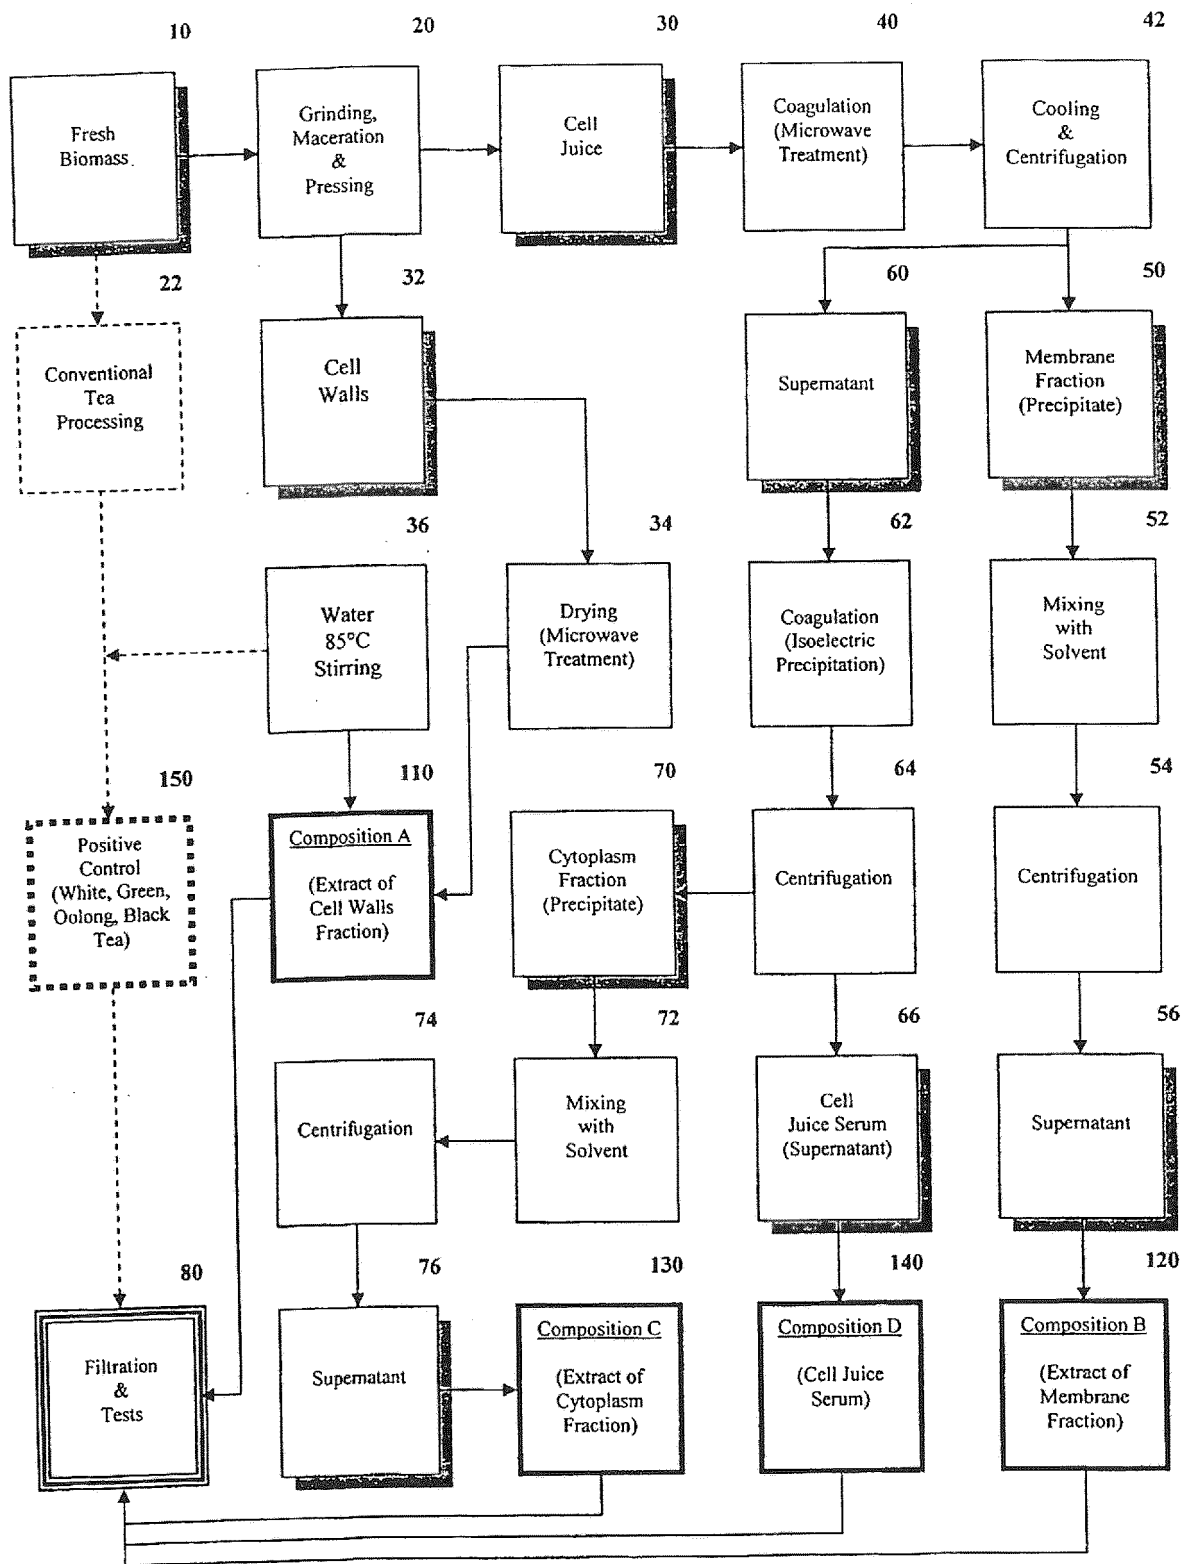 10
20
30
40
42
Fresh
Biomass.
Grinding,
Maceration
&
Pressing
Cell
Juice
Coagulation
(Microwave
Treatment)
Cooling
&
Centrifugation
22
32
60
50
Conventional
Tea
Processing
Cell
Walls
Supernatant
Membrane
Fraction
(Precipitate)
36
34
62
52
Water
85°C
Stirring
Drying
(Microwave
Treatment)
Coagulation
(Isoelectric
Precipitation)
Mixing
with
Solvent
150
110
70
64
54
Positive
Control
(White, Green,
Oolong, Black
Tea)
Composition A
(Extract of
Cell Walls
Fraction)
Cytoplasm
Fraction
(Precipitate)
Centrifugation
Centrifugation
74
72
66
56
Centrifugation
Mixing
with
Solvent
Cell
Juice Serum
(Supernatant)
Supernatant
80
76
130
140
120
Filtration
&
Tests
Supernatant
Composition C
(Extract of
Cytoplasm
Fraction)
Composition D
(Cell Juice
Serum)
Composition B
(Extract of
Membrane
Fraction)